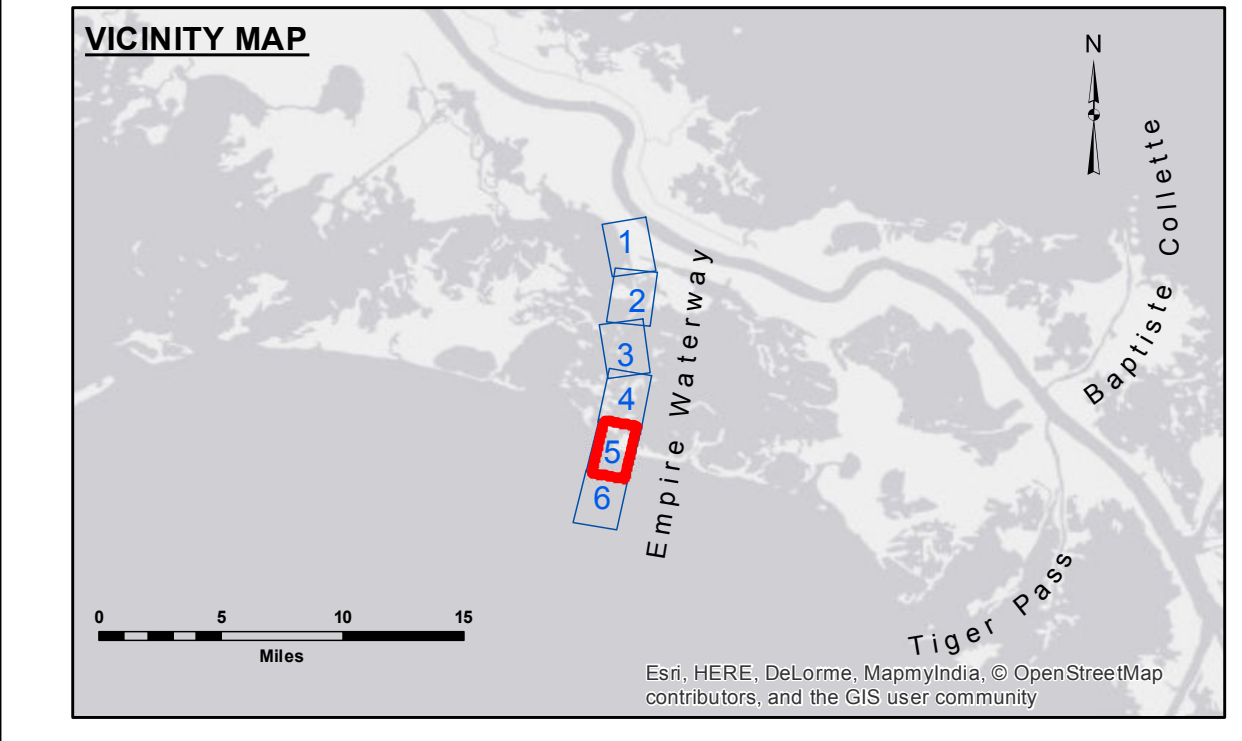 VICINITY MAP
N
1
2
3
4
5
6
Empire Waterway
Baptiste Collette
Tiger Pass
0 5 10 15
Miles
Esri, HERE, DeLorme, MapmyIndia, © OpenStreetMap
contributors, and the GIS user community